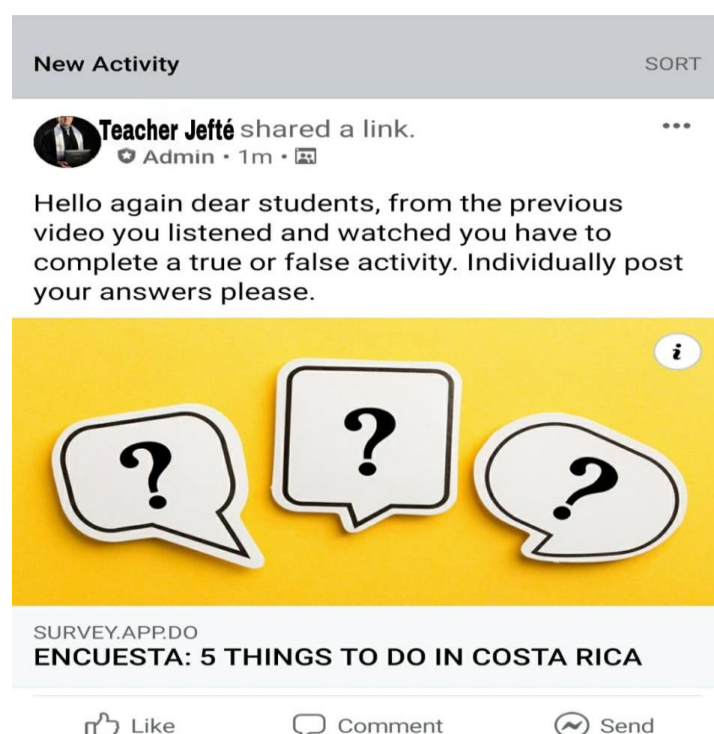 New Activity SORT
Teacher Jefté shared a link.
Admin • 1m •
Hello again dear students, from the previous
video you listened and watched you have to
complete a true or false activity. Individually post
your answers please.
i
? ? ?
SURVEY.APP.DO
ENCUESTA: 5 THINGS TO DO IN COSTA RICA
Like Comment Send